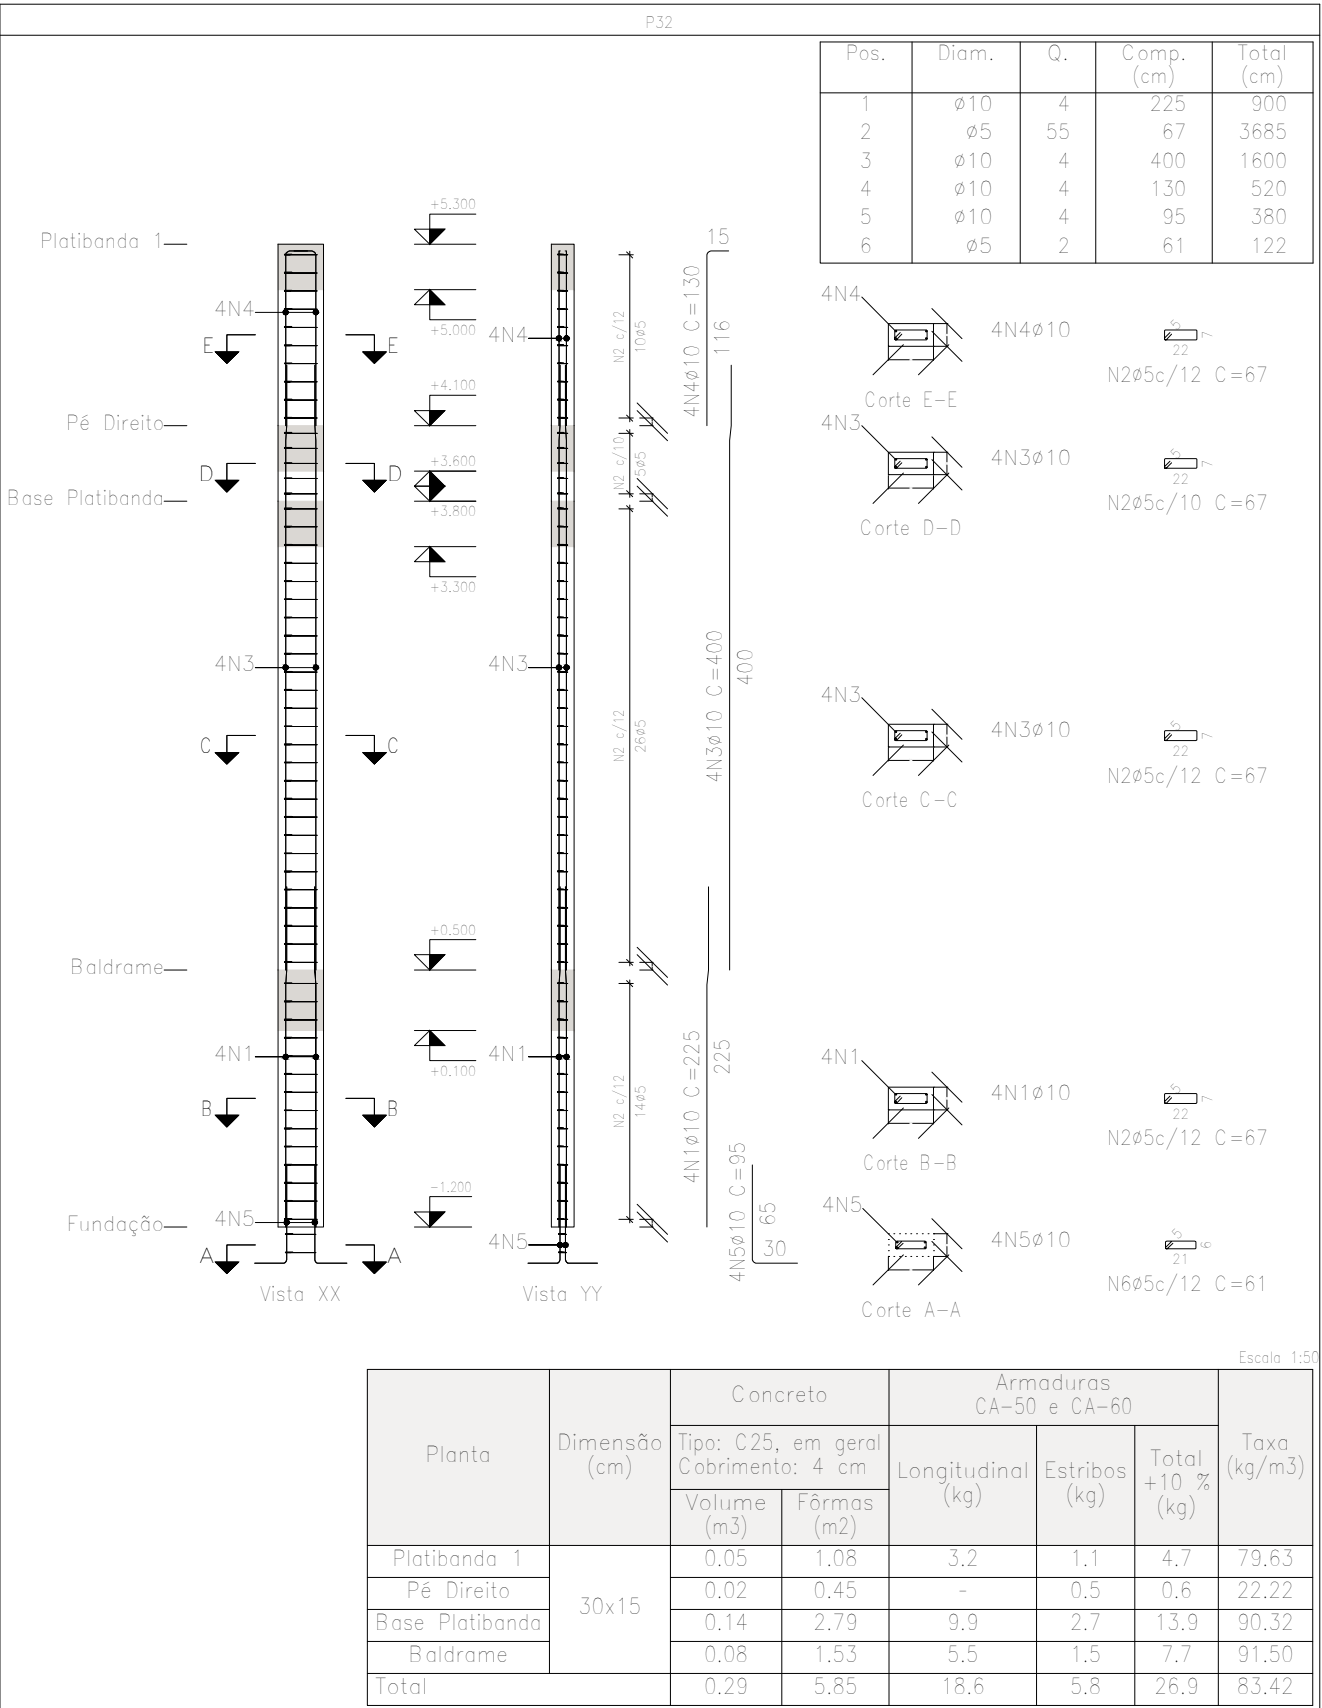 P32
Pos. Diam. Q. Comp. (cm) Total (cm)
1 ø10 4 225 900
2 ø5 55 67 3685
3 ø10 4 400 1600
4 ø10 4 130 520
5 ø10 4 95 380
6 ø5 2 61 122
Platibanda 1
Pé Direito
Base Platibanda
Baldrame
Fundação
4N4
E E
D D
4N3
C C
4N1
B B
4N5
A A
Vista XX
+5.300
+5.000
+4.100
+3.600
+3.800
+3.300
+0.500
+0.100
-1.200
4N4
4N3
4N1
4N5
Vista YY
N2 c/12
10ø5
N2 c/10
5ø5
N2 c/12
26ø5
N2 c/12
14ø5
15
4N4ø10 C=130
116
4N3ø10 C=400
400
4N1ø10 C=225
225
4N5ø10 C=95
65
30
4N4
4N4ø10
Corte E-E
5
7
22
N2ø5c/12 C=67
4N3
4N3ø10
Corte D-D
5
7
22
N2ø5c/10 C=67
4N3
4N3ø10
Corte C-C
5
7
22
N2ø5c/12 C=67
4N1
4N1ø10
Corte B-B
5
7
22
N2ø5c/12 C=67
4N5
4N5ø10
Corte A-A
5
6
21
N6ø5c/12 C=61
Escala 1:50
Planta
Dimensão
(cm)
Concreto
Tipo: C25, em geral
Cobrimento: 4 cm
Volume
(m3)
Fôrmas
(m2)
Armaduras
CA-50 e CA-60
Longitudinal
(kg)
Estribos
(kg)
Total
+10 %
(kg)
Taxa
(kg/m3)
Platibanda 1 0.05 1.08 3.2 1.1 4.7 79.63
Pé Direito 0.02 0.45 - 0.5 0.6 22.22
30x15
Base Platibanda 0.14 2.79 9.9 2.7 13.9 90.32
Baldrame 0.08 1.53 5.5 1.5 7.7 91.50
Total 0.29 5.85 18.6 5.8 26.9 83.42